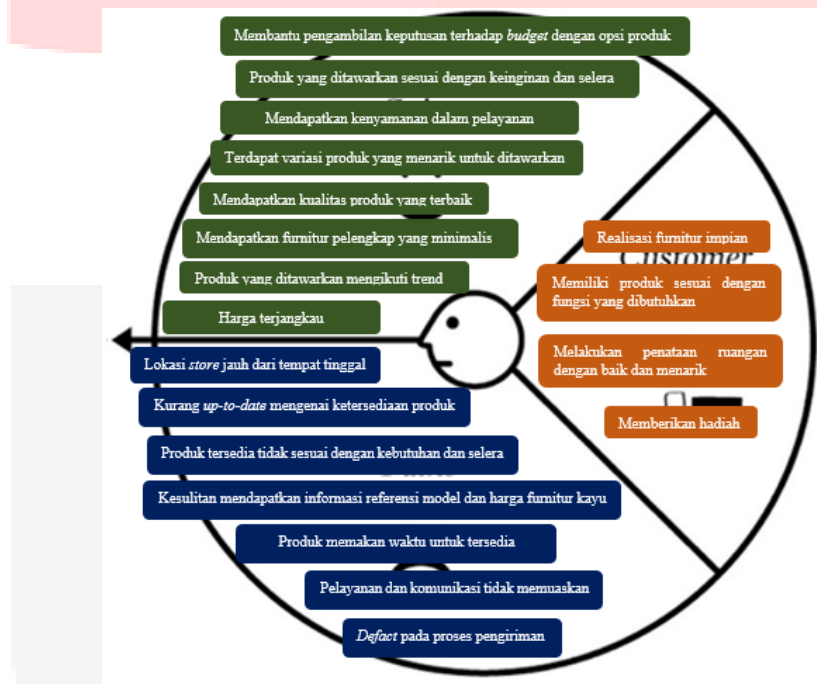 Membantu pengambilan keputusan terhadap budget dengan opsi produk
Produk yang ditawarkan sesuai dengan keinginan dan selera
Mendapatkan kenyamanan dalam pelayanan
Terdapat variasi produk yang menarik untuk ditawarkan
Mendapatkan kualitas produk yang terbaik
Mendapatkan furnitur pelengkap yang minimalis
Produk yang ditawarkan mengikuti trend
Harga terjangkau
Realisasi furnitur impian
Customer
Memiliki produk sesuai dengan
fungsi yang dibutuhkan
Melakukan penataan ruangan
dengan baik dan menarik
Memberikan hadiah
Lokasi store jauh dari tempat tinggal
Kurang up-to-date mengenai ketersediaan produk
Produk tersedia tidak sesuai dengan kebutuhan dan selera
Kesulitan mendapatkan informasi referensi model dan harga furnitur kayu
Produk memakan waktu untuk tersedia
Pelayanan dan komunikasi tidak memuaskan
Defact pada proses pengiriman